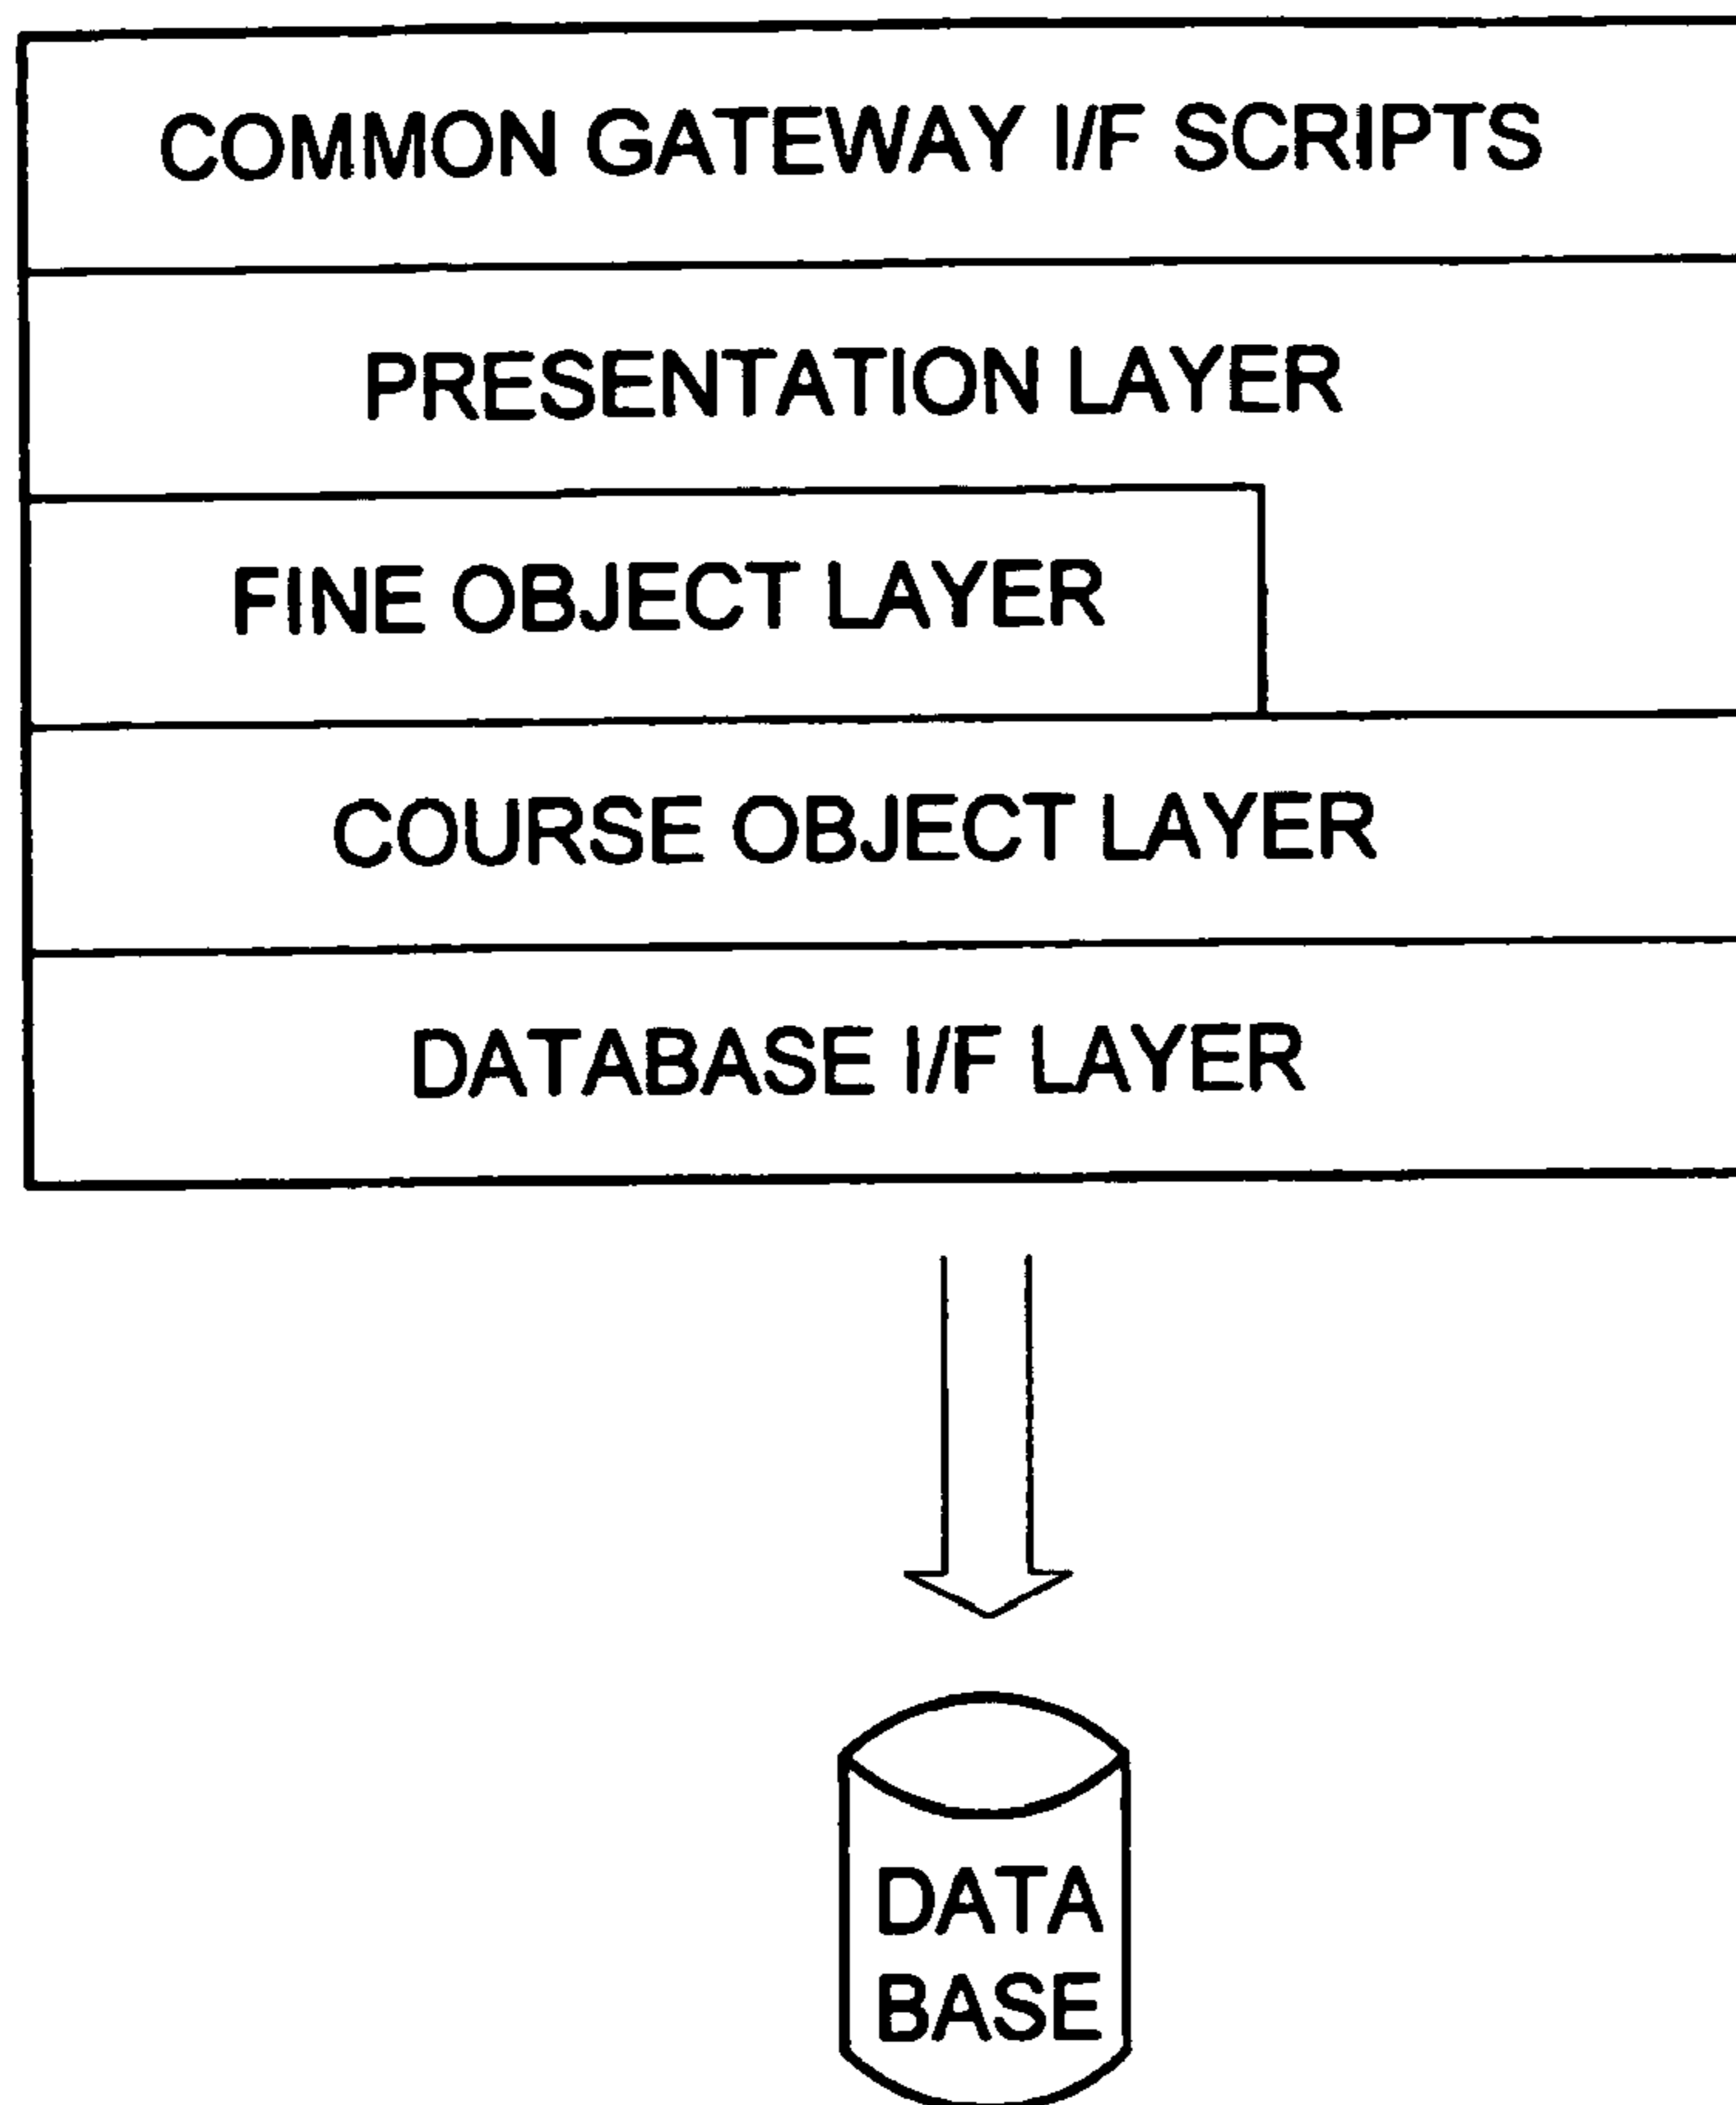 COMMON GATEWAY I/F SCRIPTS
PRESENTATION LAYER
FINE OBJECT LAYER
COURSE OBJECT LAYER
DATABASE I/F LAYER
DATA
BASE